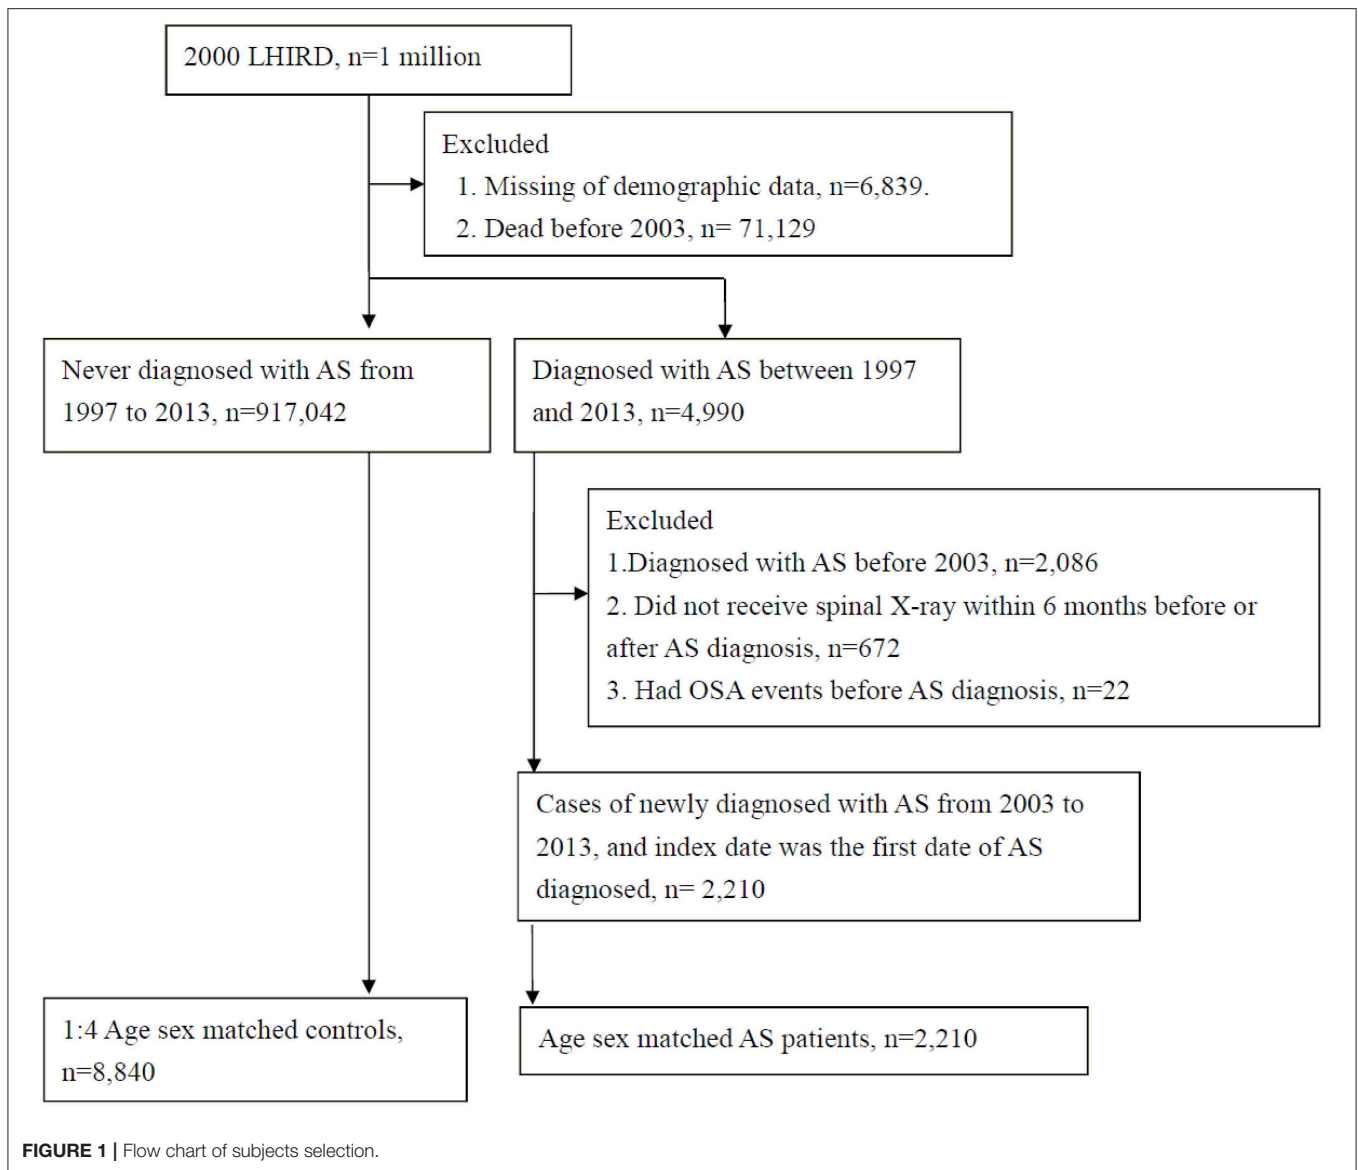 2000 LHIRD, n=1 million
Excluded
1. Missing of demographic data, n=6,839.
2. Dead before 2003, n= 71,129
Never diagnosed with AS from
1997 to 2013, n=917,042
Diagnosed with AS between 1997
and 2013, n=4,990
Excluded
1.Diagnosed with AS before 2003, n=2,086
2. Did not receive spinal X-ray within 6 months before or
after AS diagnosis, n=672
3. Had OSA events before AS diagnosis, n=22
Cases of newly diagnosed with AS from 2003 to
2013, and index date was the first date of AS
diagnosed, n= 2,210
1:4 Age sex matched controls,
n=8,840
Age sex matched AS patients, n=2,210
FIGURE 1 | Flow chart of subjects selection.